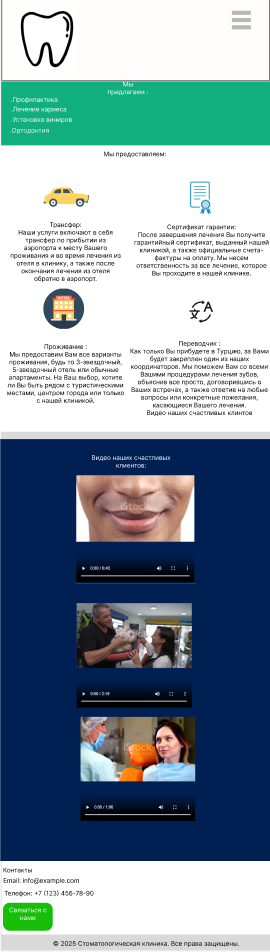 Мы
предлагаем :
.Профилактика
.Лечение кариеса
.Установка виниров
.Ортодонтия
Мы предоставляем:
Трансфер:
Наши услуги включают в себя
трансфер по прибытии из
аэропорта к месту Вашего
проживания и во время лечения из
отеля в клинику, а также после
окончания лечения из отеля
обратно в аэропорт.
Сертификат гарантии:
После завершения лечения Вы получите
гарантийный сертификат, выданный нашей
клиникой, а также официальные счета-
фактуры на оплату. Мы несем
ответственность за все лечение, которое
Вы проходите в нашей клинике.
HOTEL
Проживание :
Мы предоставим Вам все варианты
проживания, будь то 3-звездочный,
5-звездочный отель или обычные
апартаменты. На Ваш выбор, хотите
ли Вы быть рядом с туристическими
местами, центром города или только
с нашей клиникой.
Переводчик :
Как только Вы прибудете в Турцию, за Вами
будет закреплен один из наших
координаторов. Мы поможем Вам со всеми
Вашими процедурами лечения зубов,
объяснив все просто, договорившись о
Ваших встречах, а также ответив на любые
вопросы или конкретные пожелания,
касающиеся Вашего лечения.
Видео наших счастливых клинтов
Видео наших счастливых
клиентов:
iStock
0:00 / 0:43
0:00 / 2:16
iStock
Контакты
Email: info@example.com
Телефон: +7 (123) 456-78-90
Связаться с
нами
© 2025 Стоматологическая клиника. Все права защищены.